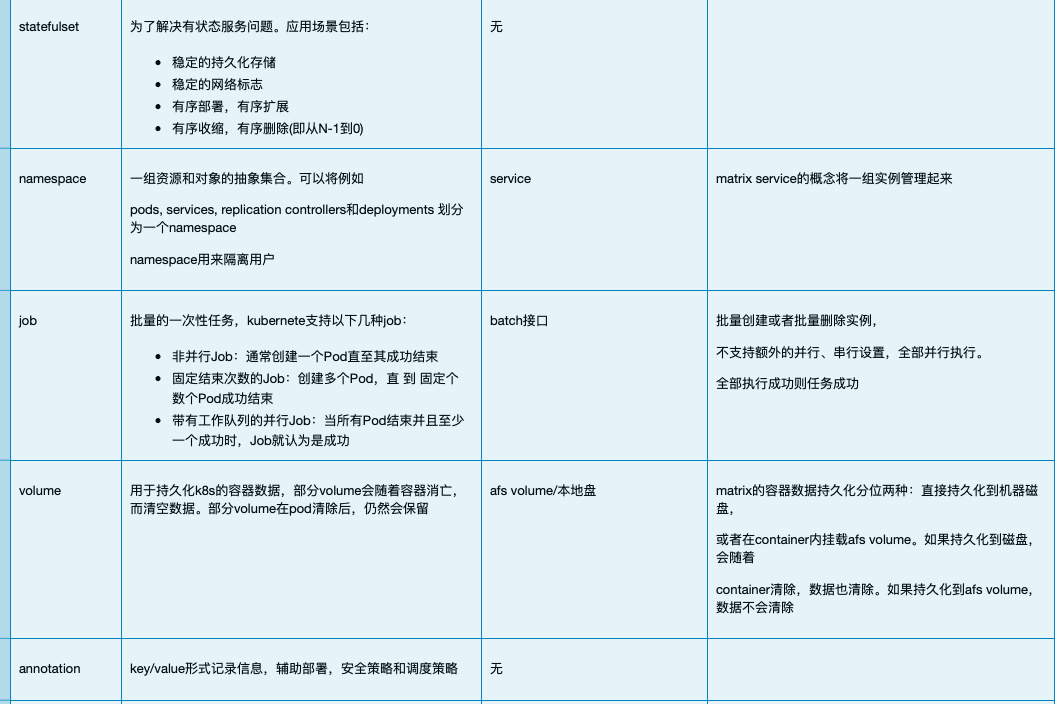 statefulset
为了解决有状态服务问题。应用场景包括：
• 稳定的持久化存储
• 稳定的网络标志
• 有序部署，有序扩展
• 有序收缩，有序删除(即从N-1到0)
无
namespace
一组资源和对象的抽象集合。可以将例如
pods, services, replication controllers和deployments 划分
为一个namespace
namespace用来隔离用户
service
matrix service的概念将一组实例管理起来
job
批量的一次性任务，kubernete支持以下几种job：
• 非并行Job：通常创建一个Pod直至其成功结束
• 固定结束次数的Job：创建多个Pod，直 到 固定个
数个Pod成功结束
• 带有工作队列的并行Job：当所有Pod结束并且至少
一个成功时，Job就认为是成功
batch接口
批量创建或者批量删除实例，
不支持额外的并行、串行设置，全部并行执行。
全部执行成功则任务成功
volume
用于持久化k8s的容器数据，部分volume会随着容器消亡，
而清空数据。部分volume在pod清除后，仍然会保留
afs volume/本地盘
matrix的容器数据持久化分位两种：直接持久化到机器磁
盘，
或者在container内挂载afs volume。如果持久化到磁盘，
会随着
container清除，数据也清除。如果持久化到afs volume，
数据不会清除
annotation
key/value形式记录信息，辅助部署，安全策略和调度策略
无